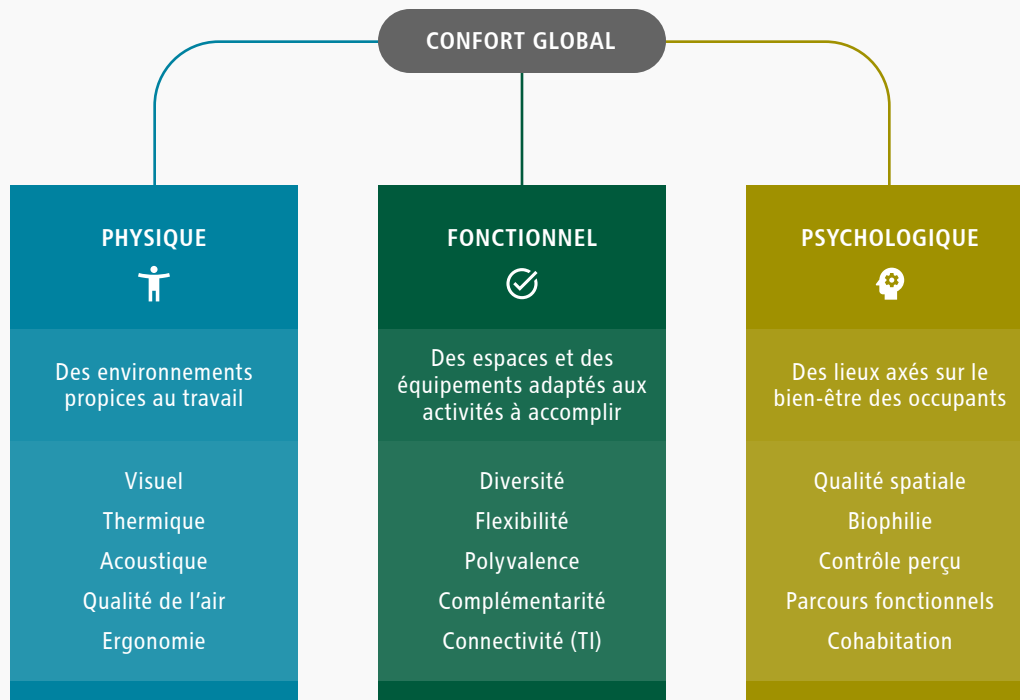 CONFORT GLOBAL
PHYSIQUE
Des environnements
propices au travail
Visuel
Thermique
Acoustique
Qualité de l’air
Ergonomie
FONCTIONNEL
Des espaces et des
équipements adaptés aux
activités à accomplir
Diversité
Flexibilité
Polyvalence
Complémentarité
Connectivité (TI)
PSYCHOLOGIQUE
Des lieux axés sur le
bien-être des occupants
Qualité spatiale
Biophilie
Contrôle perçu
Parcours fonctionnels
Cohabitation